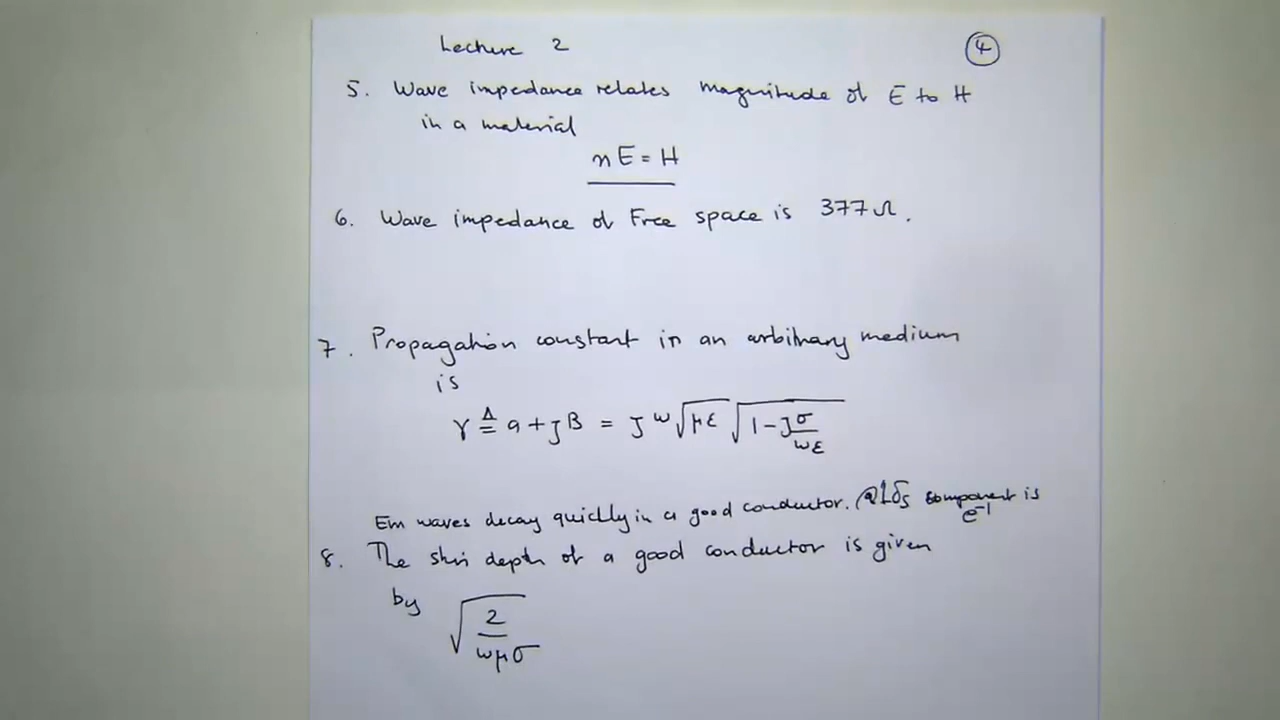 Lecture 2
4
5. Wave impedance relates magnitude of E to H
in a material
ηE = H
6. Wave impedance of Free space is 377Ω.
7. Propagation constant in an arbitrary medium
is
γ ≜ α + jβ = jω√με √1 - jσ/ωε
Em waves decay quickly in a good conductor. @1δs component is
e⁻¹
8. The skin depth of a good conductor is given
by √2/ωμσ